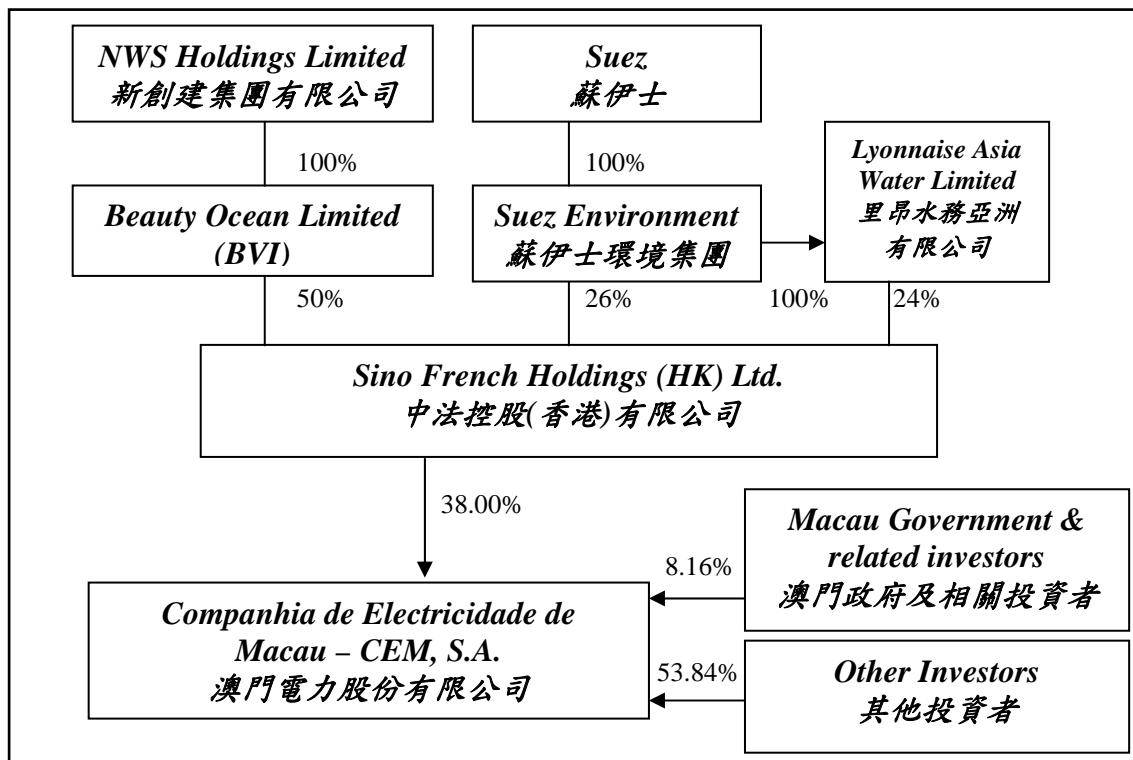 NWS Holdings Limited
新創建集團有限公司
Suez
蘇伊士
100%
100%
Lyonnaise Asia
Water Limited
里昂水務亞洲
有限公司
Beauty Ocean Limited
(BVI)
Suez Environment
蘇伊士環境集團
50%
26%
100%
24%
Sino French Holdings (HK) Ltd.
中法控股(香港)有限公司
38.00%
Macau Government &
related investors
澳門政府及相關投資者
8.16%
Companhia de Electricidade de
Macau – CEM, S.A.
澳門電力股份有限公司
53.84%
Other Investors
其他投資者